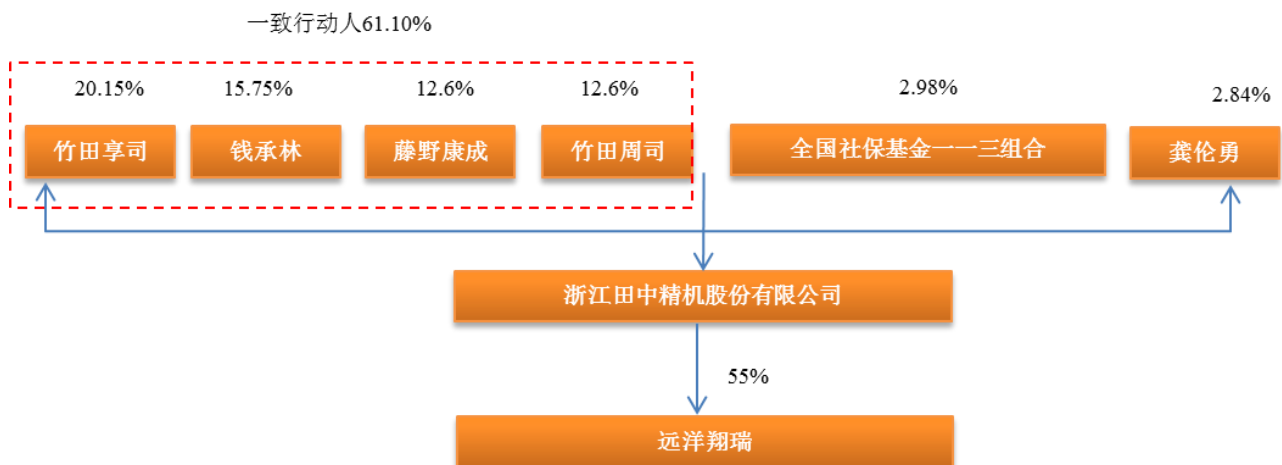 一致行动人61.10%
20.15%
15.75%
12.6%
12.6%
2.98%
2.84%
竹田享司
钱承林
藤野康成
竹田周司
全国社保基金一一三组合
龚伦勇
浙江田中精机股份有限公司
55%
远洋翔瑞